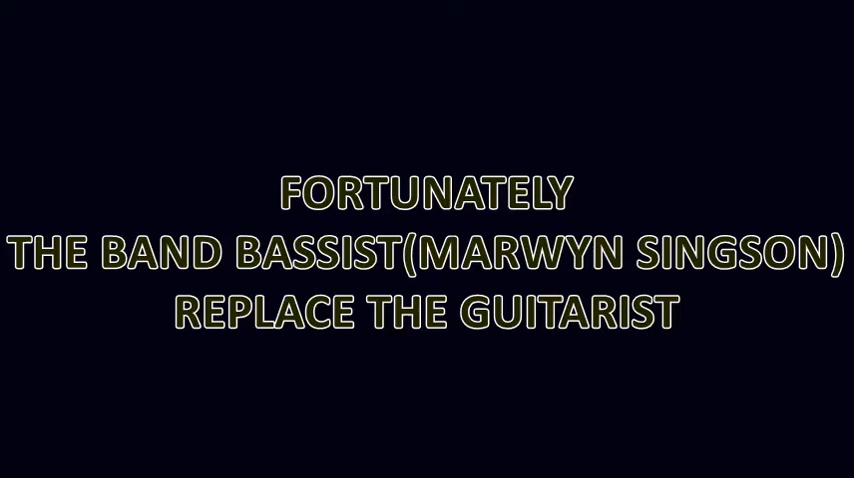 FORTUNATELY
THE BAND BASSIST(MARWYN SINGSON)
REPLACE THE GUITARIST